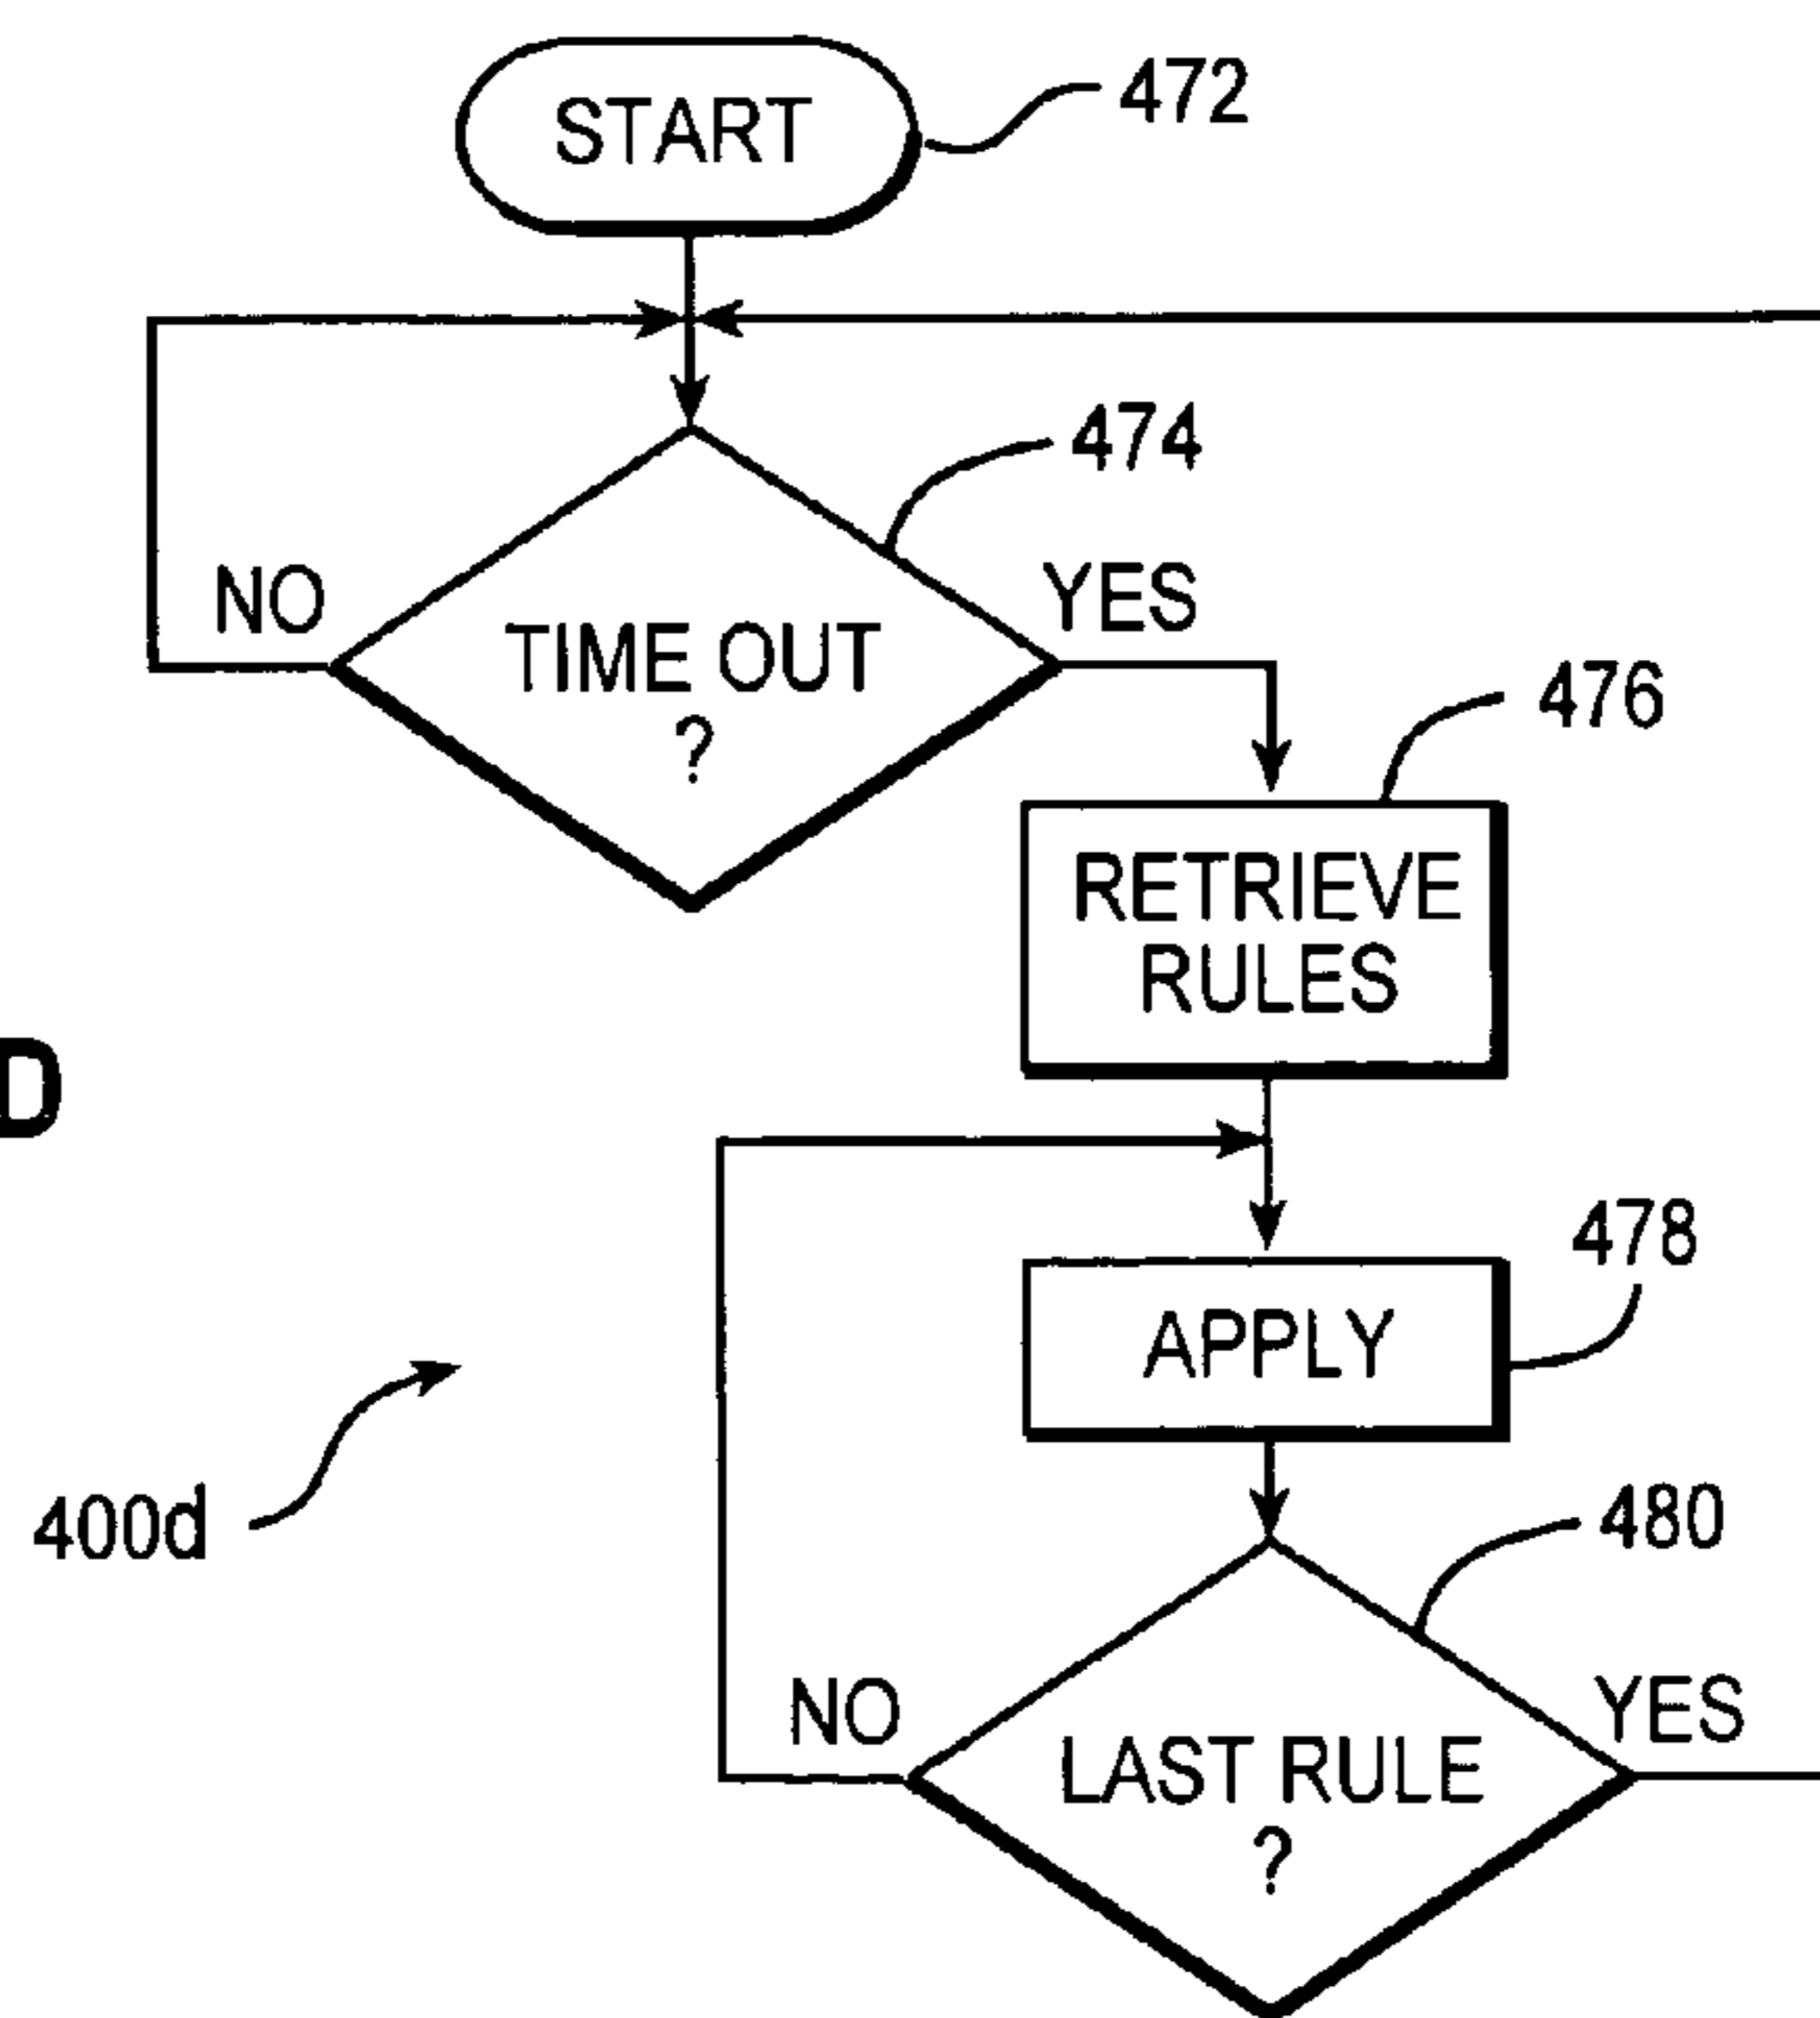 START
472
474
NO
YES
TIME OUT
?
476
RETRIEVE
RULES
D
478
APPLY
400d
480
NO
YES
LAST RULE
?